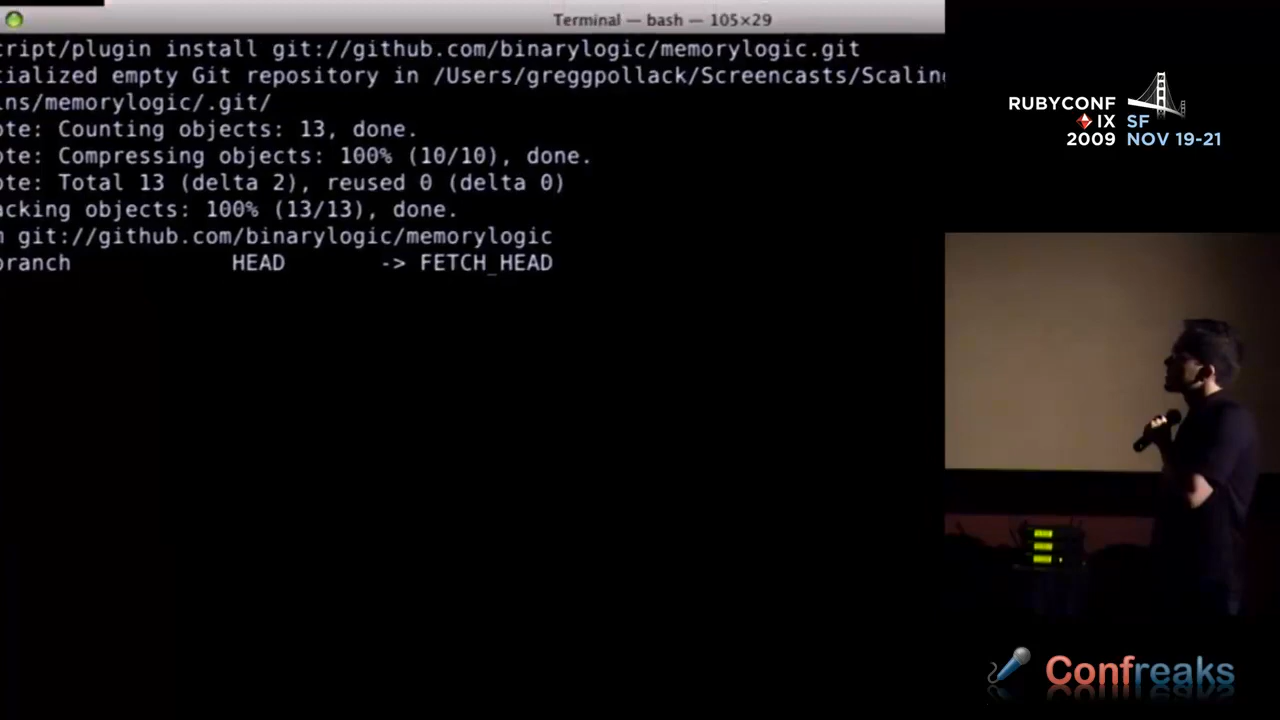 Terminal — bash — 105×29
cript/plugin install git://github.com/binarylogic/memorylogic.git
tialized empty Git repository in /Users/greggpollack/Screencasts/Scaling
ns/memorylogic/.git/
ote: Counting objects: 13, done.
ote: Compressing objects: 100% (10/10), done.
ote: Total 13 (delta 2), reused 0 (delta 0)
acking objects: 100% (13/13), done.
m git://github.com/binarylogic/memorylogic
branch HEAD -> FETCH_HEAD
RUBYCONF
IX SF
2009 NOV 19-21
Confreaks